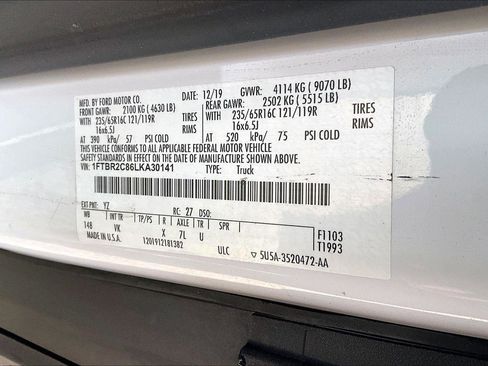 MFD. BY FORD MOTOR CO.
12/19 GVWR: 4114 KG ( 9070 LB)
FRONT GAWR: 2100 KG ( 4630 LB) REAR GAWR: 2502 KG ( 5515 LB)
WITH WITH
235/65R16C 121/119R TIRES 235/65R16C 121/119R TIRES
16x6.5J RIMS 16x6.5J RIMS
AT 390 kPa/ 57 PSI COLD AT 520 kPa/ 75 PSI COLD
THIS VEHICLE CONFORMS TO ALL APPLICABLE FEDERAL MOTOR VEHICLE
SAFETY STANDARDS IN EFFECT ON THE DATE OF MANUFACTURE SHOWN ABOVE.
VIN: 1FTBR2C86LKA30141 TYPE: Truck
EXT PNT: YZ RC: 27 DSO:
WB INT TR TP/PS R AXLE TR SPR
148 VK X 7L U
MADE IN U.S.A. 1201912181382 ULC 5U5A-3520472-AA
F1103
T1993